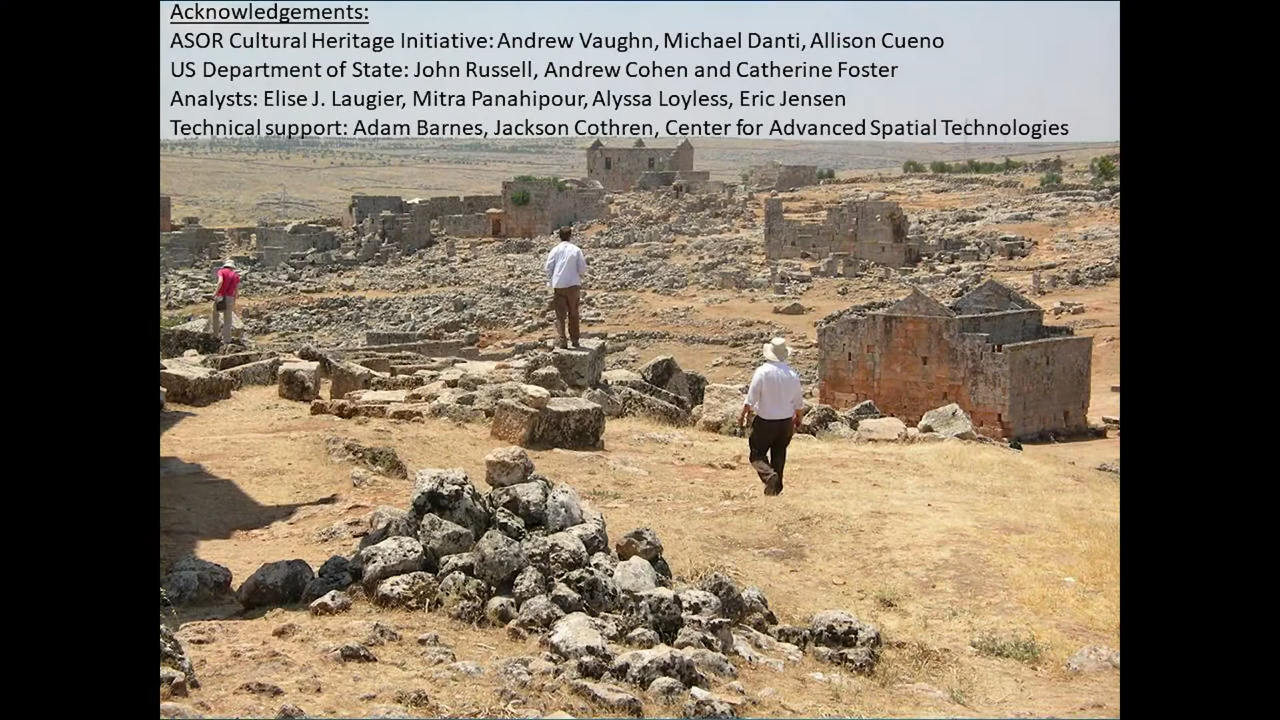 Acknowledgements:
ASOR Cultural Heritage Initiative: Andrew Vaughn, Michael Danti, Allison Cueno
US Department of State: John Russell, Andrew Cohen and Catherine Foster
Analysts: Elise J. Laugier, Mitra Panahipour, Alyssa Loyless, Eric Jensen
Technical support: Adam Barnes, Jackson Cothren, Center for Advanced Spatial Technologies